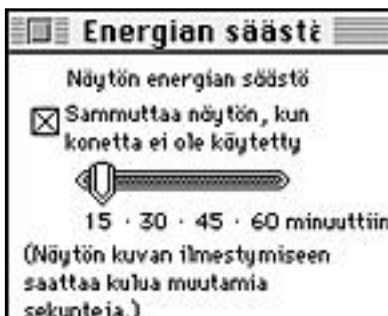 Energian säästö
Näytön energian säästö
Sammuttaa näytön, kun
konetta ei ole käytetty
15 · 30 · 45 · 60 minuuttiin
(Näytön kuvan ilmestymiseen
saattaa kulua muutamia
sekunteja.)